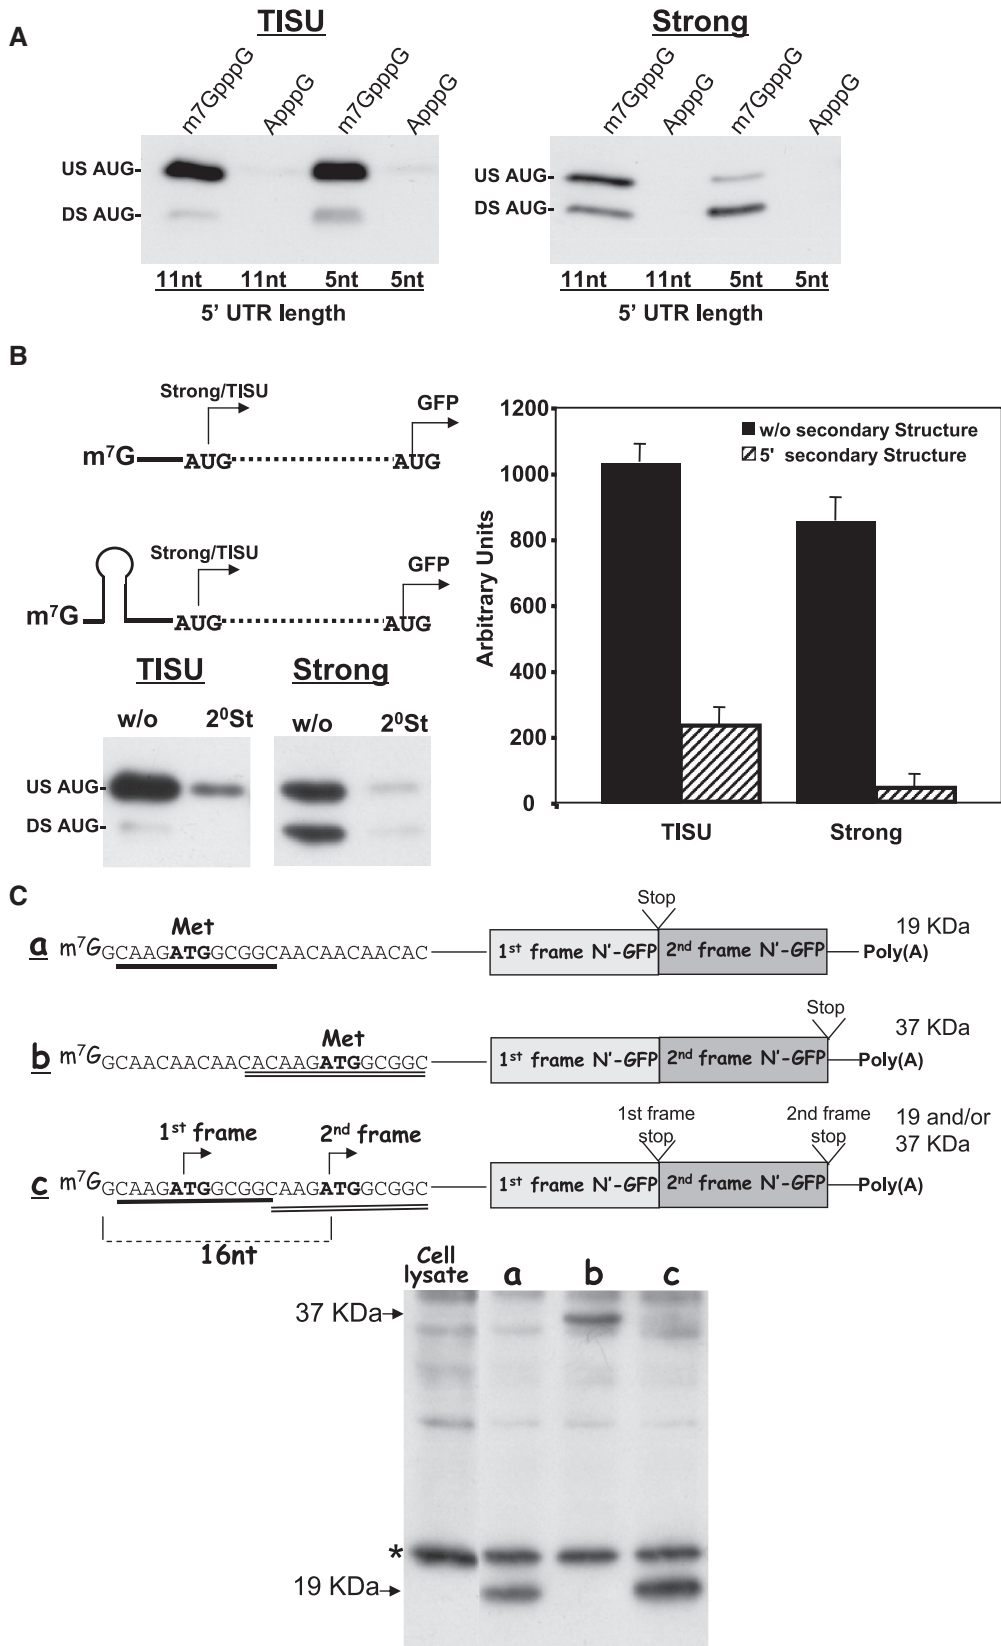 A
TISU
Strong
m7GpppG ApppG m7GpppG ApppG
m7GpppG ApppG m7GpppG ApppG
US AUG-
DS AUG-
US AUG-
DS AUG-
11nt 11nt 5nt 5nt
5' UTR length
11nt 11nt 5nt 5nt
5' UTR length
B
Strong/TISU
GFP
m⁷G AUG AUG
Strong/TISU
GFP
m⁷G AUG AUG
TISU
Strong
w/o 2⁰St
w/o 2⁰St
US AUG-
DS AUG-
1200
1000
800
600
400
200
0
Arbitrary Units
w/o secondary Structure
5' secondary Structure
TISU
Strong
C
Stop
Met
19 KDa
a m⁷GGCAAGATGGCGGCAACAACAACAC 1st frame N'-GFP 2nd frame N'-GFP Poly(A)
Stop
Met
37 KDa
b m⁷GGCAACAACAACACAAGATGGCGGC 1st frame N'-GFP 2nd frame N'-GFP Poly(A)
1st frame stop
2nd frame stop
19 and/or
37 KDa
1st frame
2nd frame
c m⁷GGCAAGATGGCGGCAAGATGGCGGC 1st frame N'-GFP 2nd frame N'-GFP Poly(A)
16nt
Cell
lysate a b c
37 KDa
*
19 KDa